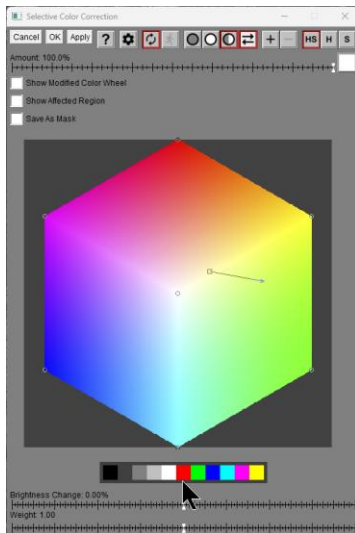 Selective Color Correction
Cancel OK Apply ? HS H S
Amount: 100.0%
Show Modified Color Wheel
Show Affected Region
Save As Mask
Brightness Change: 0.00%
Weight: 1.00